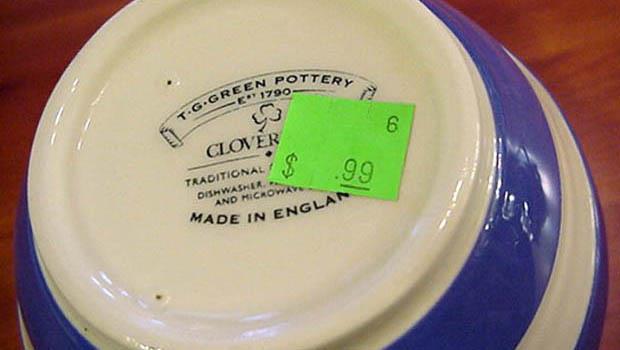 T.G.GREEN POTTERY
EST 1790
6
$ .99
CLOVER
TRADITIONAL
DISHWASHER,
AND MICROWAVE
MADE IN ENGLAN